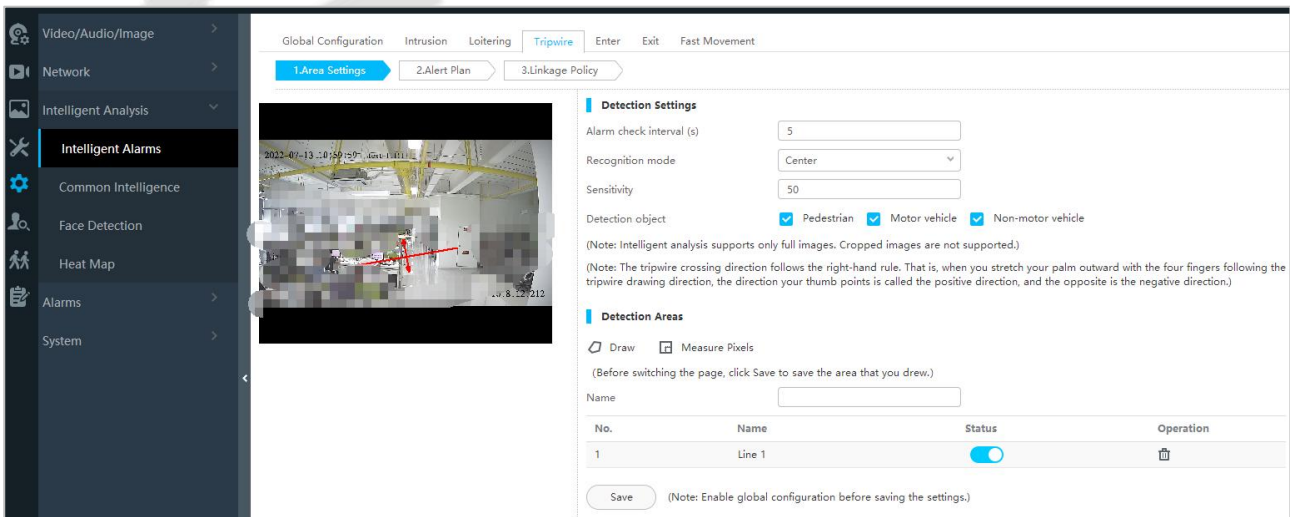 Video/Audio/Image
Network
Intelligent Analysis
Intelligent Alarms
Common Intelligence
Face Detection
Heat Map
Alarms
System
Global Configuration Intrusion Loitering Tripwire Enter Exit Fast Movement
1.Area Settings 2.Alert Plan 3.Linkage Policy
2022-07-13 10:59:59
Detection Settings
Alarm check interval (s) 5
Recognition mode Center
Sensitivity 50
Detection object Pedestrian Motor vehicle Non-motor vehicle
(Note: Intelligent analysis supports only full images. Cropped images are not supported.)
(Note: The tripwire crossing direction follows the right-hand rule. That is, when you stretch your palm outward with the four fingers following the
tripwire drawing direction, the direction your thumb points is called the positive direction, and the opposite is the negative direction.)
Detection Areas
Draw Measure Pixels
(Before switching the page, click Save to save the area that you drew.)
Name
No. Name Status Operation
1 Line 1
Save (Note: Enable global configuration before saving the settings.)